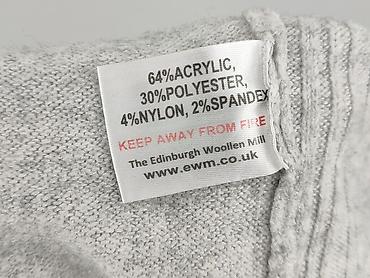 64%ACRYLIC,
30%POLYESTER,
4%NYLON, 2%SPANDEX
KEEP AWAY FROM FIRE
The Edinburgh Woollen Mill
www.ewm.co.uk